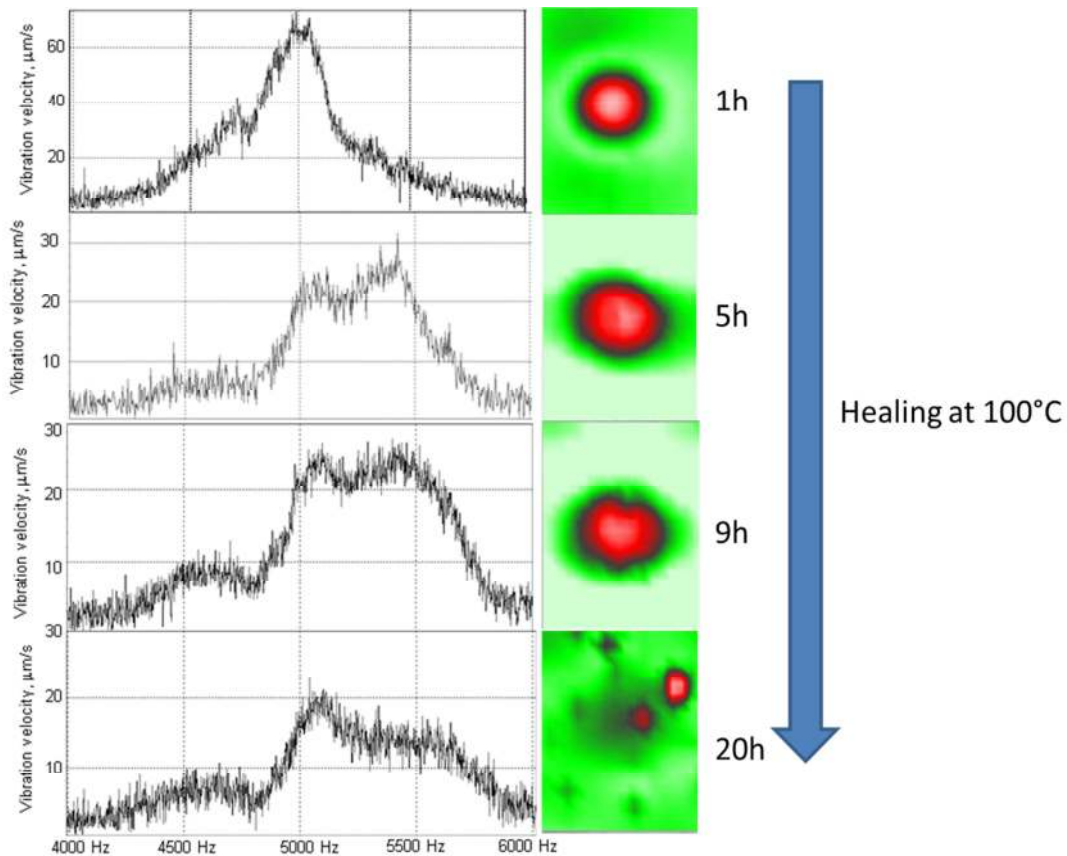 Vibration velocity, µm/s
60
40
20
1h
Vibration velocity, µm/s
30
20
10
5h
Healing at 100°C
Vibration velocity, µm/s
30
20
10
9h
Vibration velocity, µm/s
30
20
10
20h
4000 Hz 4500 Hz 5000 Hz 5500 Hz 6000 Hz